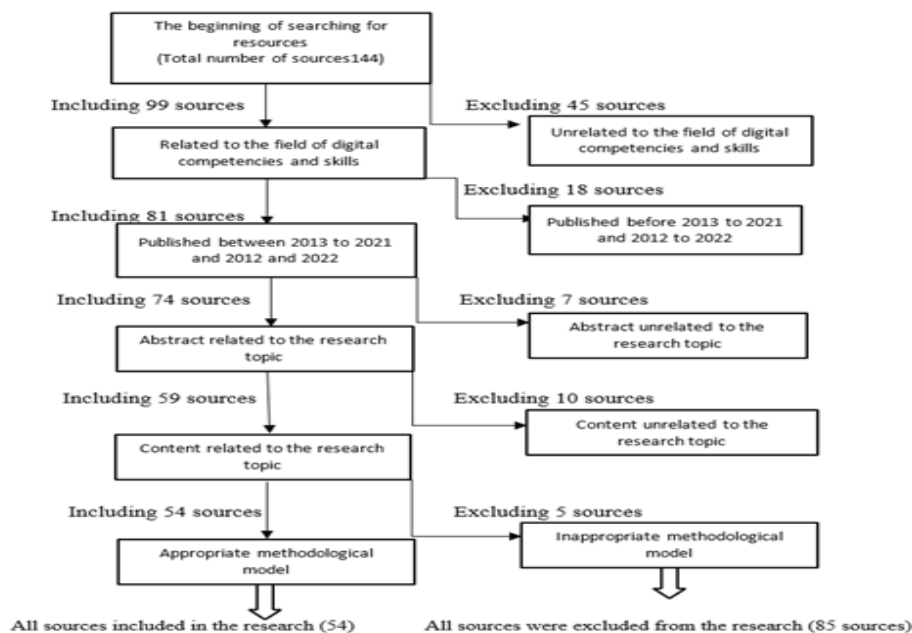 The beginning of searching for
resources
(Total number of sources144)
Including 99 sources
Excluding 45 sources
Related to the field of digital
competencies and skills
Unrelated to the field of digital
competencies and skills
Including 81 sources
Excluding 18 sources
Published between 2013 to 2021
and 2012 and 2022
Published before 2013 to 2021
and 2012 to 2022
Including 74 sources
Excluding 7 sources
Abstract related to the research
topic
Abstract unrelated to the
research topic
Including 59 sources
Excluding 10 sources
Content related to the research
topic
Content unrelated to the
research topic
Including 54 sources
Excluding 5 sources
Appropriate methodological
model
Inappropriate methodological
model
All sources included in the research (54)
All sources were excluded from the research (85 sources)